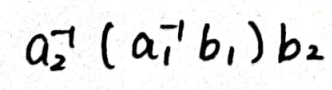 a₂⁻¹ ( a₁⁻¹ b₁ ) b₂